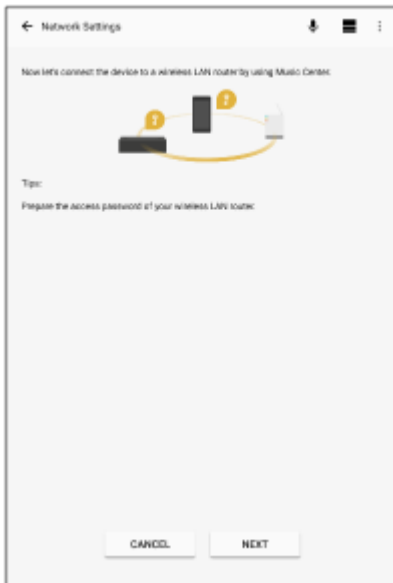 Network Settings
Now let's connect the device to a wireless LAN router by using Music Center.
Tips:
Prepare the access password of your wireless LAN router.
CANCEL
NEXT